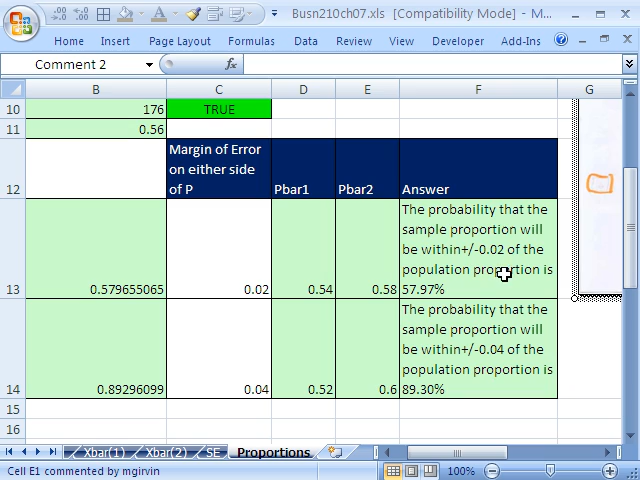 Busn210ch07.xls [Compatibility Mode] - M...
Home Insert Page Layout Formulas Data Review View Developer Add-Ins
Comment 2 fx
B C D E F G
10 176 TRUE
11 0.56
12 Margin of Error on either side of P Pbar1 Pbar2 Answer
The probability that the
sample proportion will
be within+/-0.02 of the
population proportion is
13 0.579655065 0.02 0.54 0.58 57.97%
The probability that the
sample proportion will
be within+/-0.04 of the
population proportion is
14 0.89296099 0.04 0.52 0.6 89.30%
15
16
Xbar(1) Xbar(2) SE Proportions
Cell E1 commented by mgirvin 100%